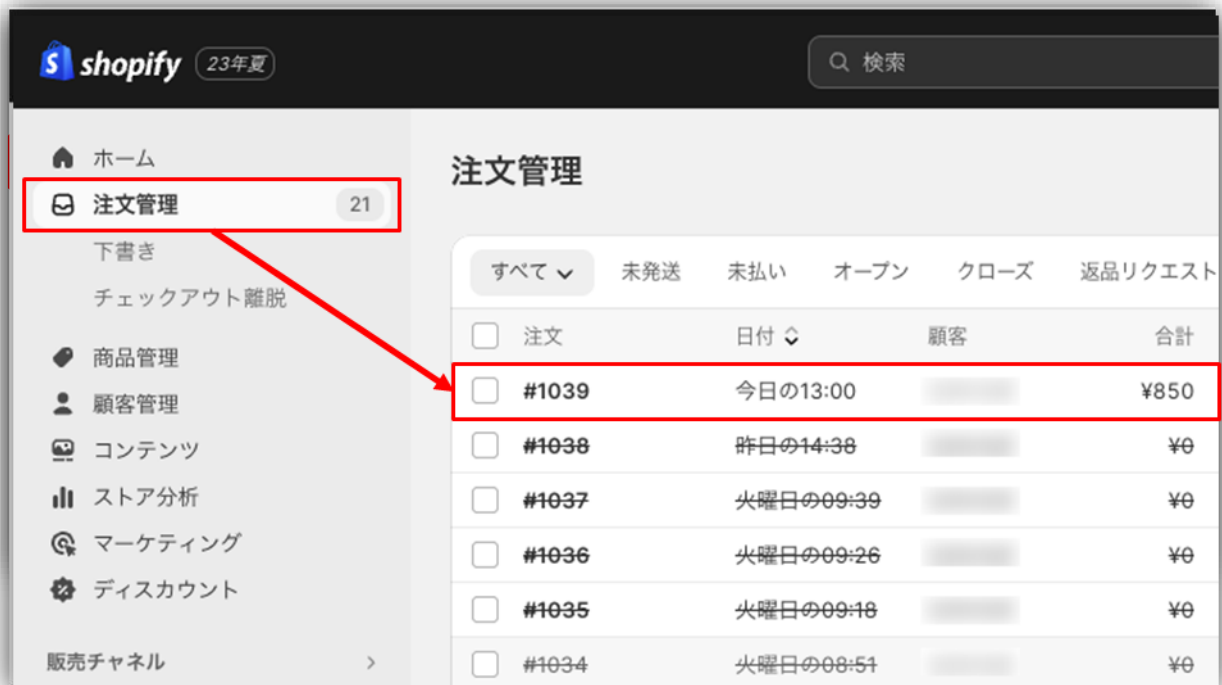 shopify 23年夏
検索
ホーム
注文管理 21
下書き
チェックアウト離脱
商品管理
顧客管理
コンテンツ
ストア分析
マーケティング
ディスカウント
販売チャネル
注文管理
すべて 未発送 未払い オープン クローズ 返品リクエスト
注文 日付 顧客 合計
#1039 今日の13:00 ¥850
#1038 昨日の14:38 ¥0
#1037 火曜日の09:39 ¥0
#1036 火曜日の09:26 ¥0
#1035 火曜日の09:18 ¥0
#1034 火曜日の08:51 ¥0